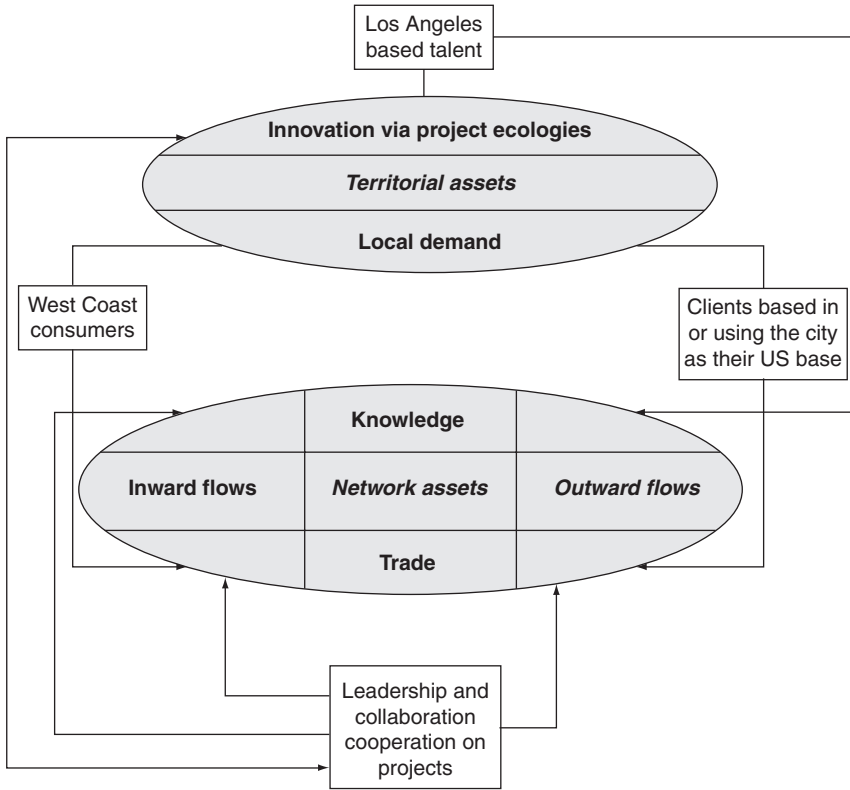 Los Angeles
based talent
Innovation via project ecologies
Territorial assets
Local demand
West Coast
consumers
Clients based in
or using the city
as their US base
Knowledge
Inward flows
Network assets
Outward flows
Trade
Leadership and
collaboration
cooperation on
projects